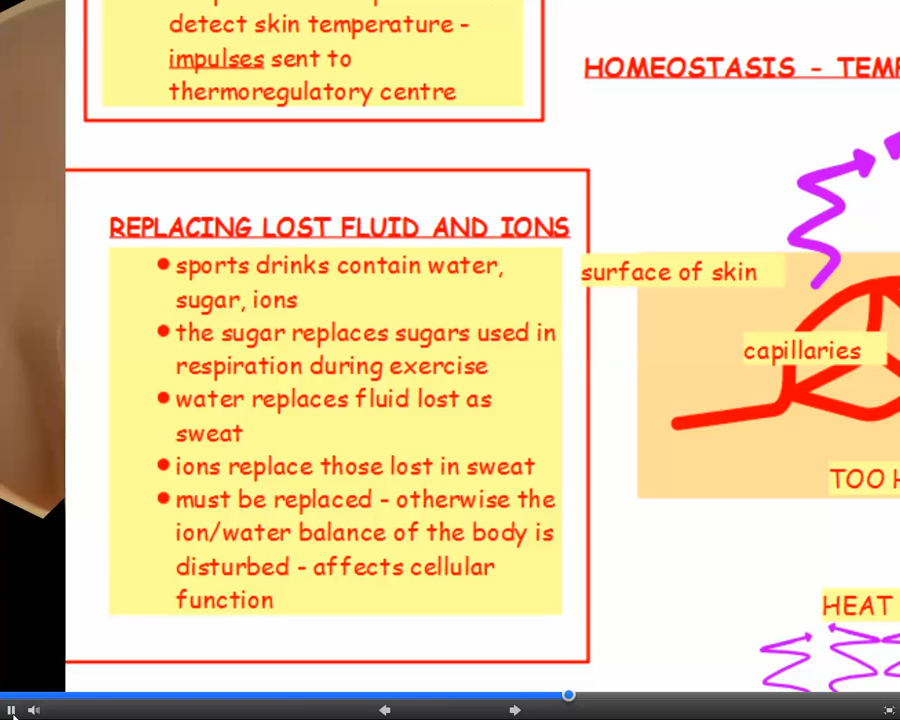 detect skin temperature -
impulses sent to
thermoregulatory centre
HOMEOSTASIS -
REPLACING LOST FLUID AND IONS
• sports drinks contain water,
sugar, ions
• the sugar replaces sugars used in
respiration during exercise
• water replaces fluid lost as
sweat
• ions replace those lost in sweat
• must be replaced - otherwise the
ion/water balance of the body is
disturbed - affects cellular
function
surface of skin
capillaries
TOO
HEAT